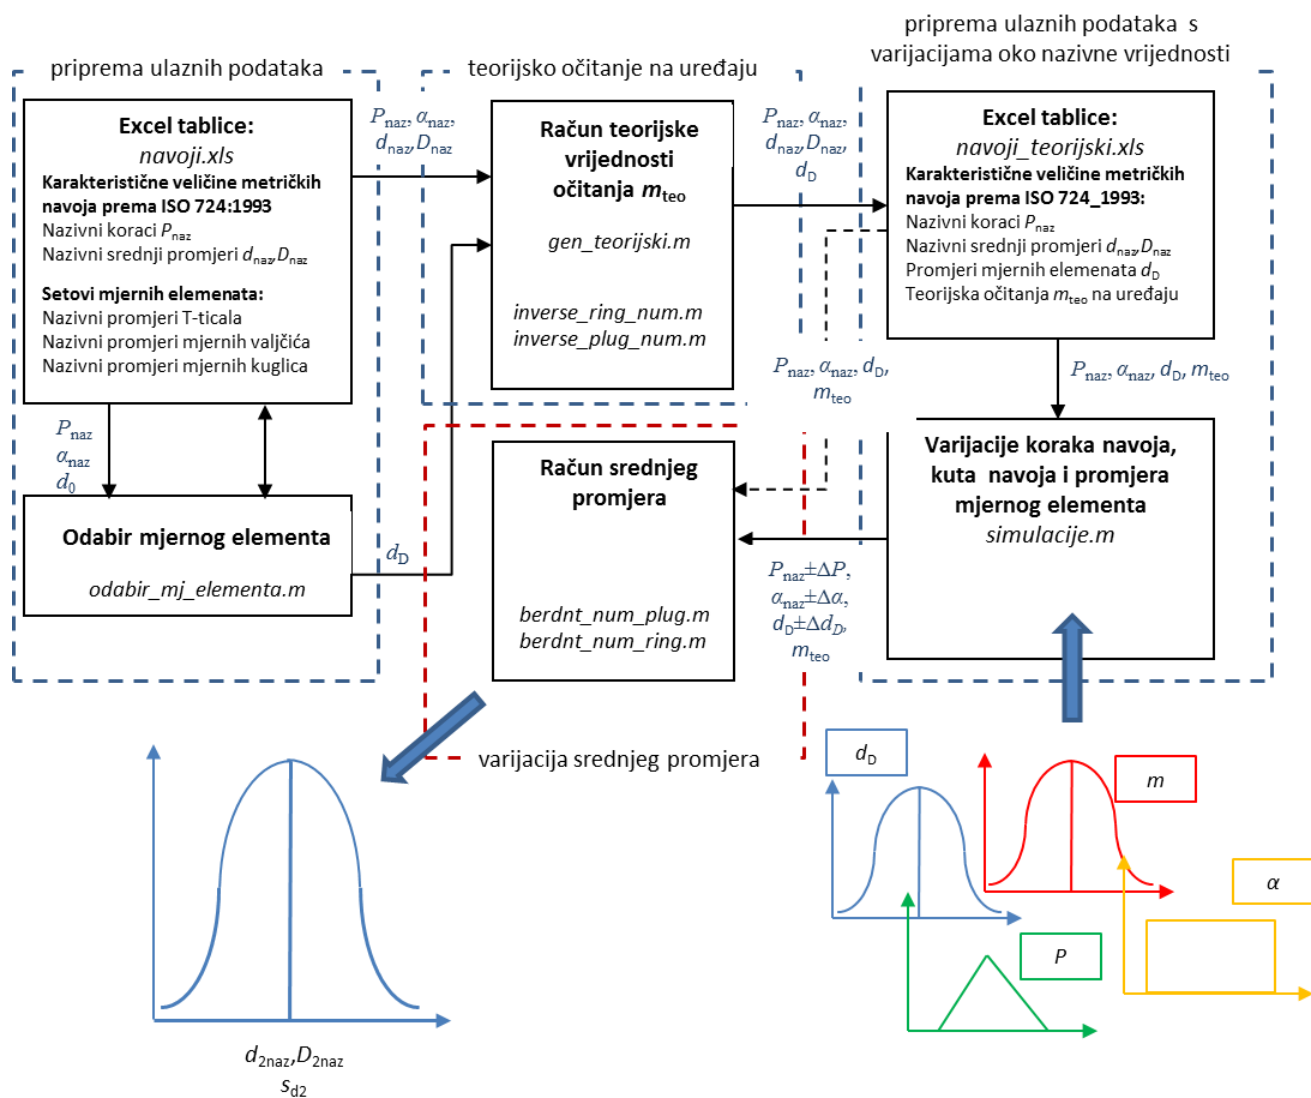 priprema ulaznih podataka
Excel tablice:
navoji.xls
Karakteristične veličine metričkih
navoja prema ISO 724:1993
Nazivni koraci Pnaz
Nazivni srednji promjeri dnaz,Dnaz
Setovi mjernih elemenata:
Nazivni promjeri T-ticala
Nazivni promjeri mjernih valjčića
Nazivni promjeri mjernih kuglica
Pnaz
αnaz
d0
Odabir mjernog elementa
odabir_mj_elementa.m
Pnaz, αnaz,
dnaz,Dnaz
dD
teorijsko očitanje na uređaju
Račun teorijske
vrijednosti
očitanja mteo
gen_teorijski.m
inverse_ring_num.m
inverse_plug_num.m
Pnaz, αnaz,
dnaz,Dnaz,
dD
priprema ulaznih podataka s
varijacijama oko nazivne vrijednosti
Excel tablice:
navoji_teorijski.xls
Karakteristične veličine metričkih
navoja prema ISO 724_1993:
Nazivni koraci Pnaz
Nazivni srednji promjeri dnaz,Dnaz
Promjeri mjernih elemenata dD
Teorijska očitanja mteo na uređaju
Pnaz, αnaz, dD,
mteo
Pnaz, αnaz, dD, mteo
Varijacije koraka navoja,
kuta navoja i promjera
mjernog elementa
simulacije.m
Račun srednjeg
promjera
berdnt_num_plug.m
berdnt_num_ring.m
Pnaz±ΔP,
αnaz±Δα,
dD±ΔdD,
mteo
varijacija srednjeg promjera
dD
m
α
P
d2naz,D2naz
sd2